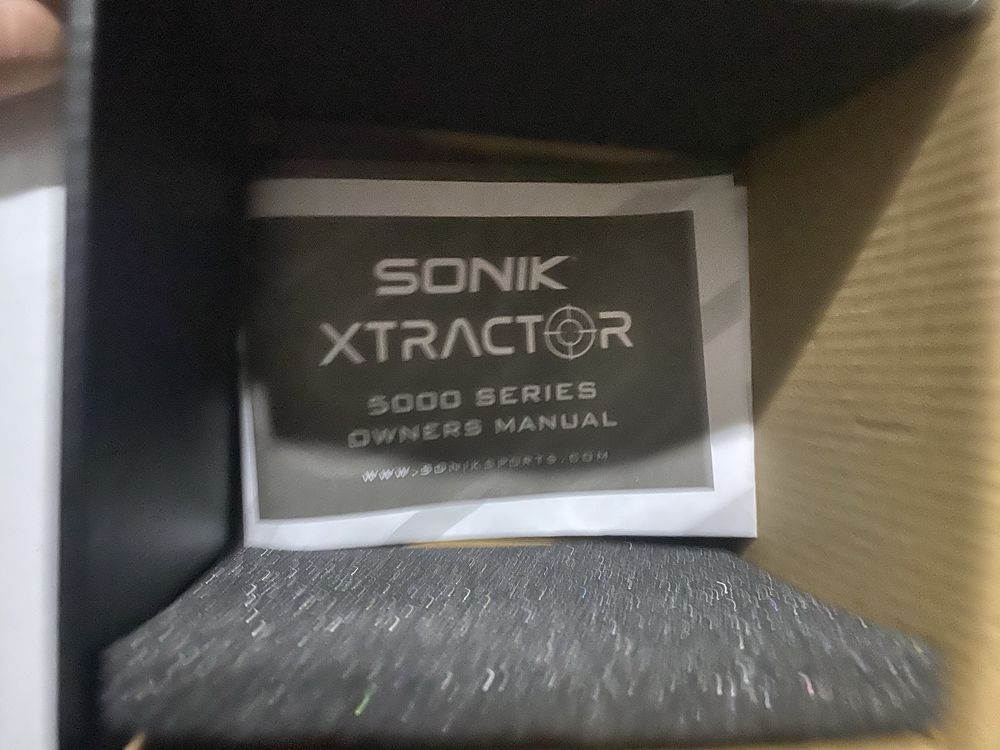 SONIK
XTRACTOR
5000 SERIES
OWNERS MANUAL
WWW.SONIKSPORTS.COM